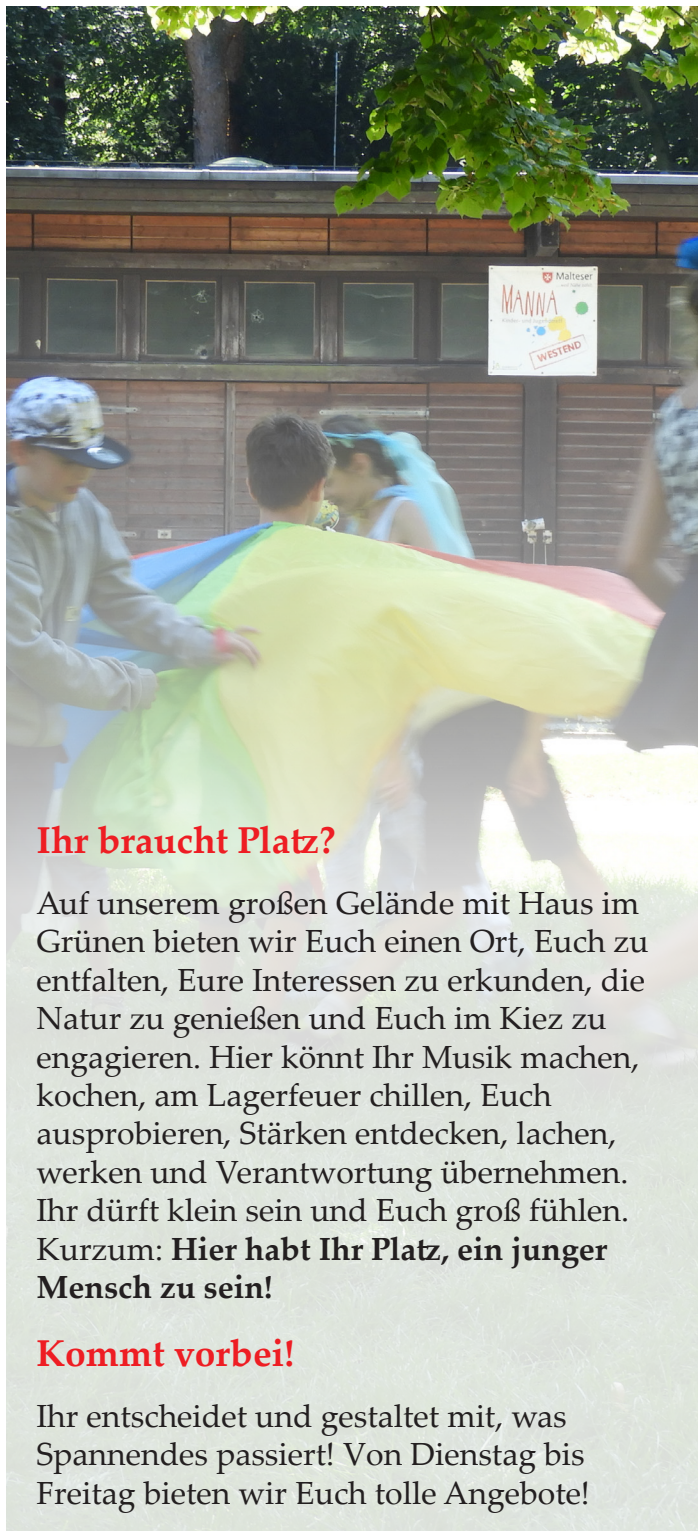 Malteser
MANNA
WESTEND
Ihr braucht Platz?
Auf unserem großen Gelände mit Haus im
Grünen bieten wir Euch einen Ort, Euch zu
entfalten, Eure Interessen zu erkunden, die
Natur zu genießen und Euch im Kiez zu
engagieren. Hier könnt Ihr Musik machen,
kochen, am Lagerfeuer chillen, Euch
ausprobieren, Stärken entdecken, lachen,
werken und Verantwortung übernehmen.
Ihr dürft klein sein und Euch groß fühlen.
Kurzum: Hier habt Ihr Platz, ein junger
Mensch zu sein!
Kommt vorbei!
Ihr entscheidet und gestaltet mit, was
Spannendes passiert! Von Dienstag bis
Freitag bieten wir Euch tolle Angebote!